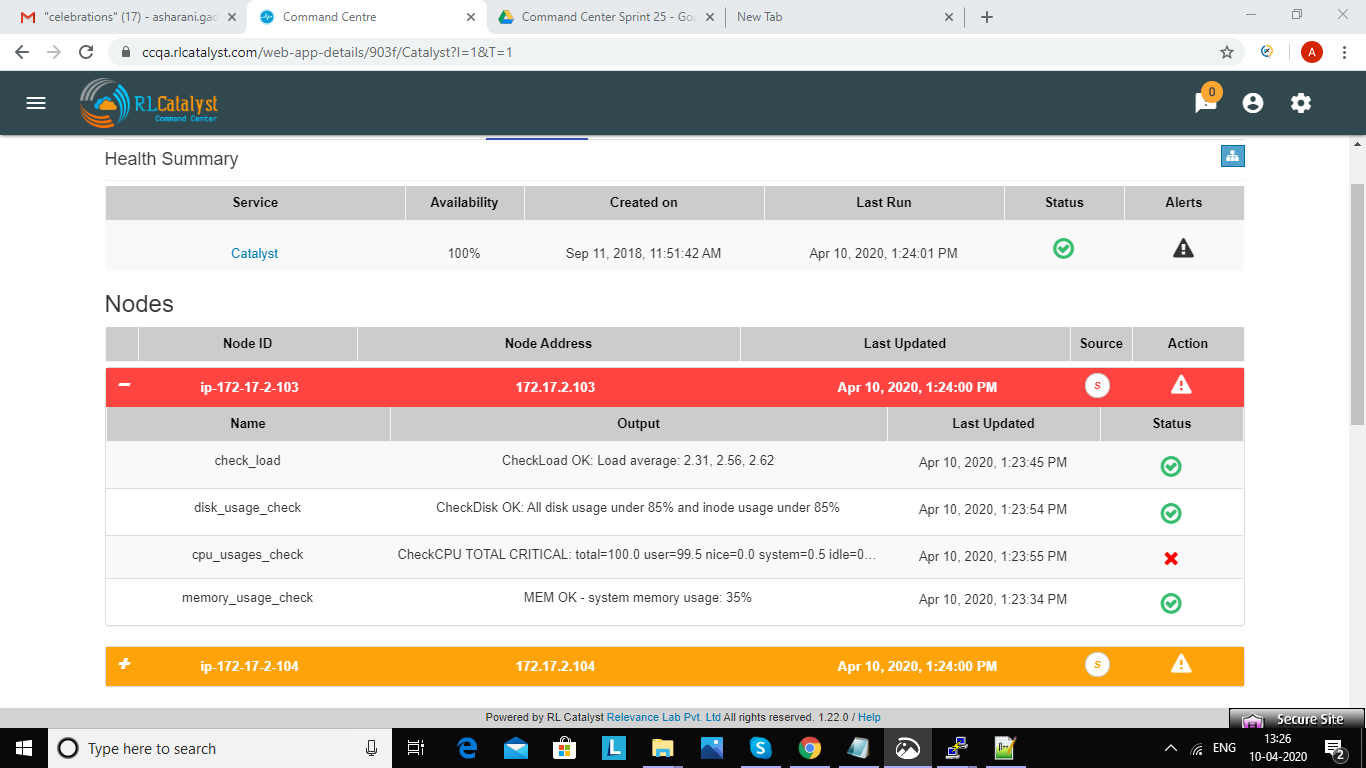 "celebrations" (17) - asharani.gad
Command Centre
Command Center Sprint 25 - Goo
New Tab
ccqa.rlcatalyst.com/web-app-details/903f/Catalyst?I=1&T=1
A
RLCatalyst
Command Center
0
Health Summary
Service Availability Created on Last Run Status Alerts
Catalyst 100% Sep 11, 2018, 11:51:42 AM Apr 10, 2020, 1:24:01 PM
Nodes
Node ID Node Address Last Updated Source Action
ip-172-17-2-103 172.17.2.103 Apr 10, 2020, 1:24:00 PM S
Name Output Last Updated Status
check_load CheckLoad OK: Load average: 2.31, 2.56, 2.62 Apr 10, 2020, 1:23:45 PM
disk_usage_check CheckDisk OK: All disk usage under 85% and inode usage under 85% Apr 10, 2020, 1:23:54 PM
cpu_usages_check CheckCPU TOTAL CRITICAL: total=100.0 user=99.5 nice=0.0 system=0.5 idle=0... Apr 10, 2020, 1:23:55 PM
memory_usage_check MEM OK - system memory usage: 35% Apr 10, 2020, 1:23:34 PM
ip-172-17-2-104 172.17.2.104 Apr 10, 2020, 1:24:00 PM S
Powered by RL Catalyst Relevance Lab Pvt. Ltd All rights reserved. 1.22.0 / Help
Secure Site
Type here to search
L
ENG
13:26
10-04-2020
2